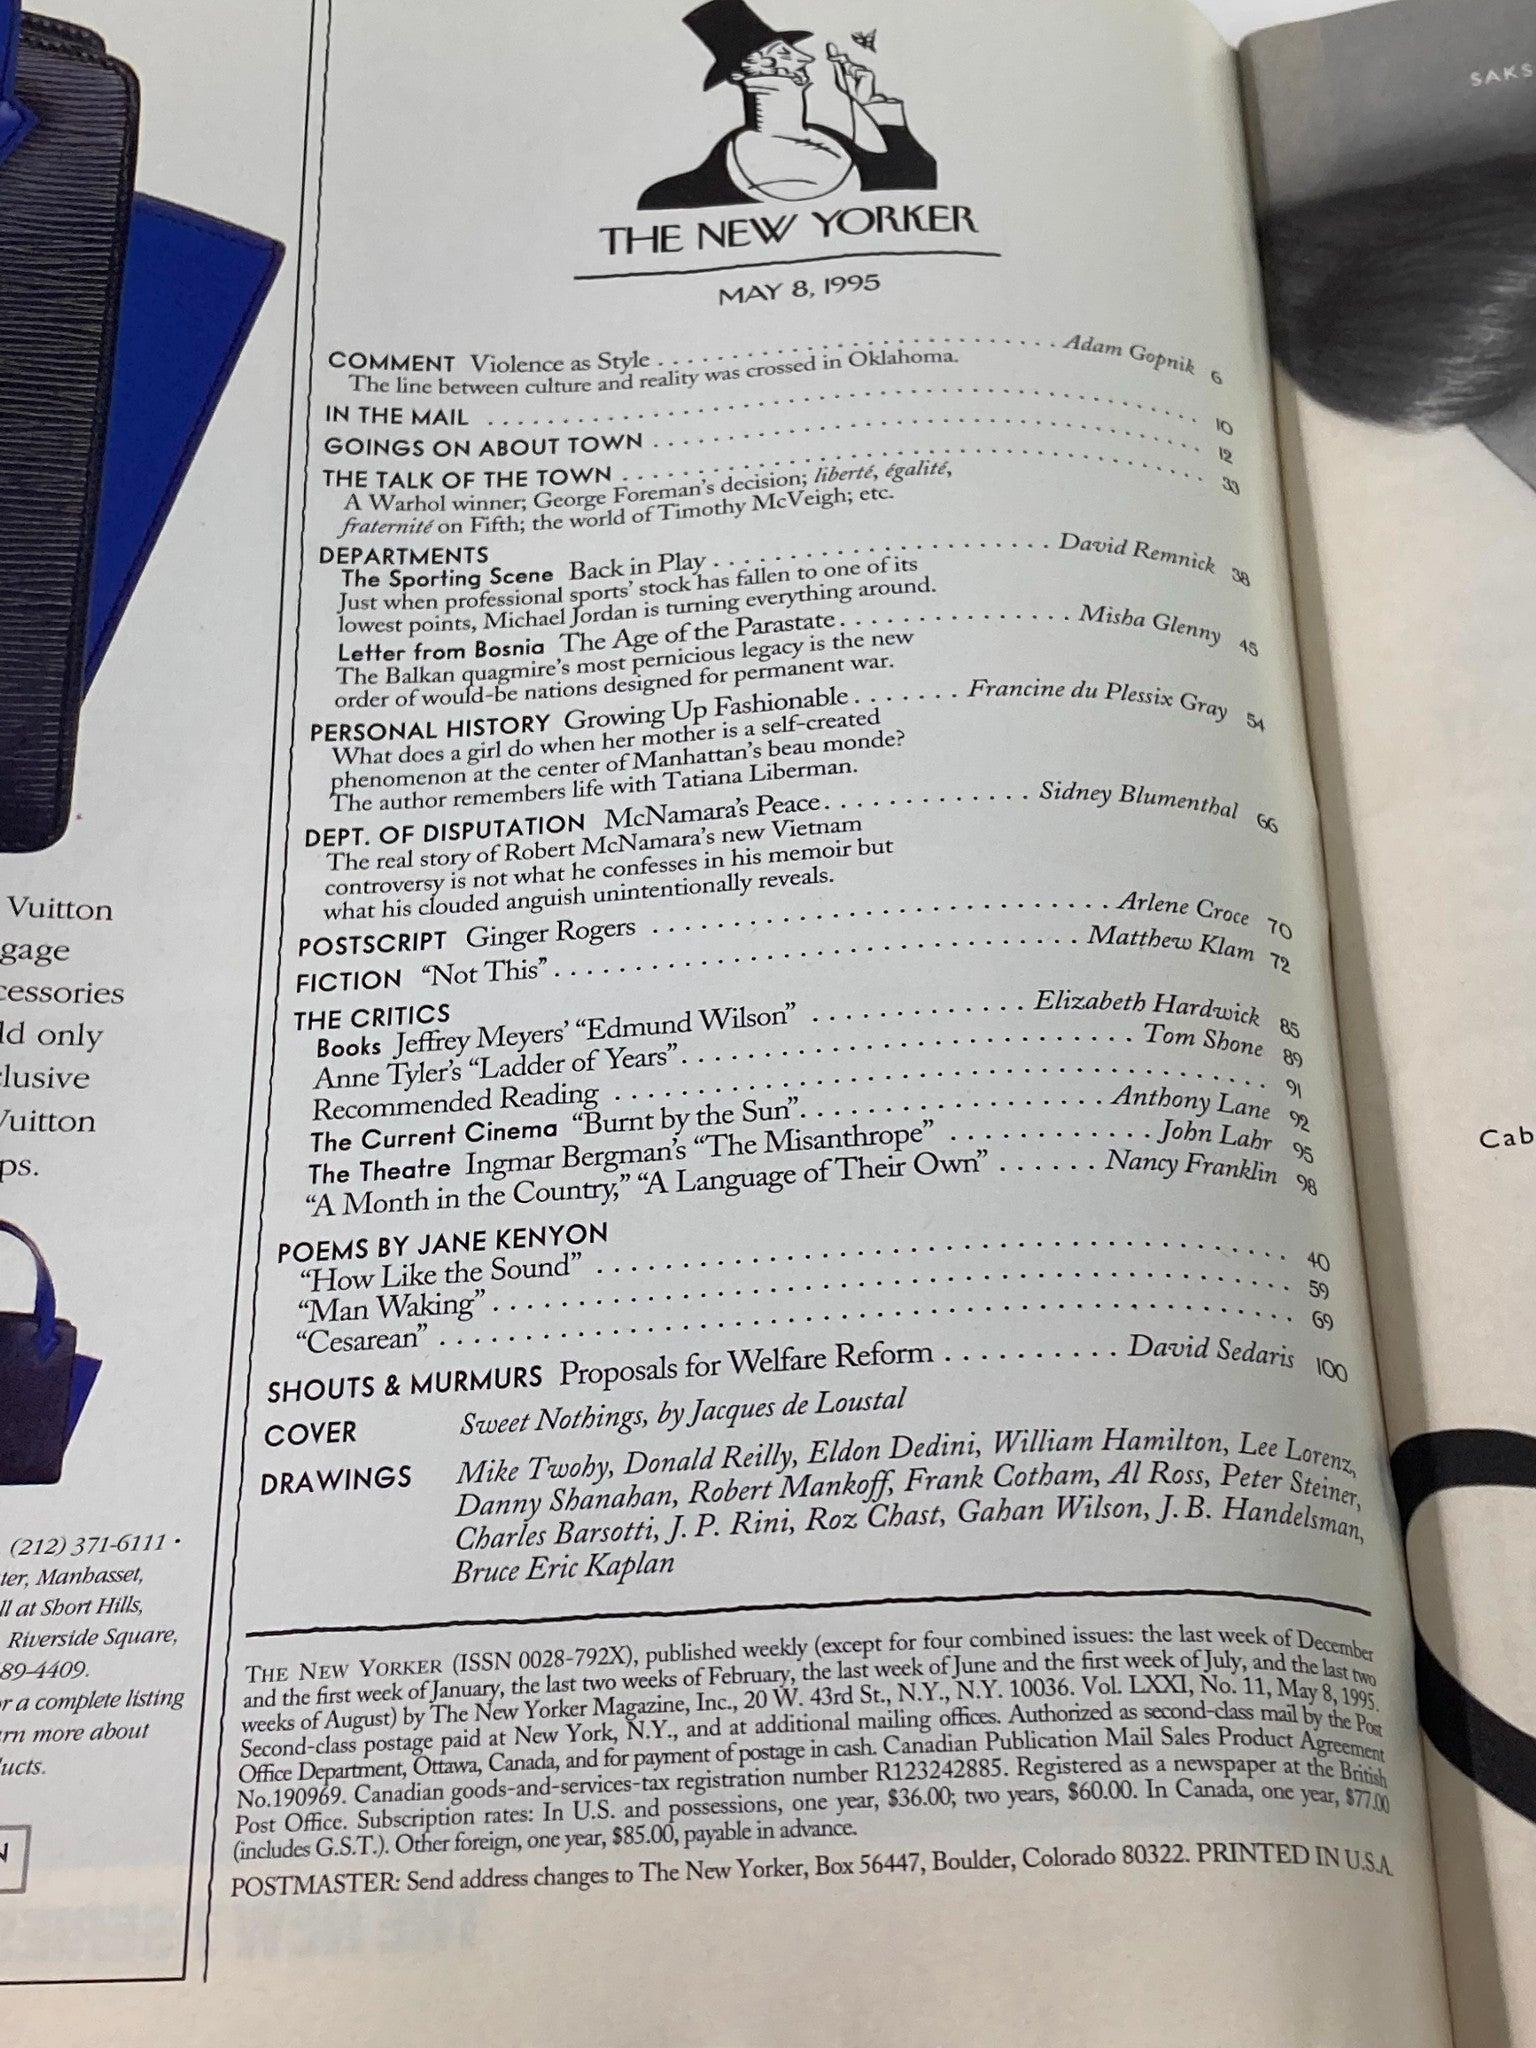 THE NEW YORKER
MAY 8, 1995
COMMENT Violence as Style . . . . . . . . . . . . . . . . . . . . . . . . . . . . Adam Gopnik 6
The line between culture and reality was crossed in Oklahoma.
IN THE MAIL . . . . . . . . . . . . . . . . . . . . . . . . . . . . . . . . . . . . . . . . 10
GOINGS ON ABOUT TOWN . . . . . . . . . . . . . . . . . . . . . . . . . . . . . . 12
THE TALK OF THE TOWN . . . . . . . . . . . . . . . . . . . . . . . . . . . . . . . 33
A Warhol winner; George Foreman's decision; liberté, égalité,
fraternité on Fifth; the world of Timothy McVeigh; etc.
DEPARTMENTS
The Sporting Scene Back in Play . . . . . . . . . . . . . . . . . . . . . . David Remnick 38
Just when professional sports' stock has fallen to one of its
lowest points, Michael Jordan is turning everything around.
Letter from Bosnia The Age of the Parastate . . . . . . . . . . . . . . . Misha Glenny 45
The Balkan quagmire's most pernicious legacy is the new
order of would-be nations designed for permanent war.
PERSONAL HISTORY Growing Up Fashionable . . . . . . . Francine du Plessix Gray 54
What does a girl do when her mother is a self-created
phenomenon at the center of Manhattan's beau monde?
The author remembers life with Tatiana Liberman.
DEPT. OF DISPUTATION McNamara's Peace . . . . . . . . . . . . . Sidney Blumenthal 66
The real story of Robert McNamara's new Vietnam
controversy is not what he confesses in his memoir but
what his clouded anguish unintentionally reveals.
POSTSCRIPT Ginger Rogers . . . . . . . . . . . . . . . . . . . . . . . . . . . . Arlene Croce 70
FICTION "Not This" . . . . . . . . . . . . . . . . . . . . . . . . . . . . . . . . Matthew Klam 72
THE CRITICS
Books Jeffrey Meyers' "Edmund Wilson" . . . . . . . . . . . . . Elizabeth Hardwick 85
Anne Tyler's "Ladder of Years" . . . . . . . . . . . . . . . . . . . . . . . . . Tom Shone 89
Recommended Reading . . . . . . . . . . . . . . . . . . . . . . . . . . . . . . . . . . . 91
The Current Cinema "Burnt by the Sun" . . . . . . . . . . . . . . . . . . Anthony Lane 92
The Theatre Ingmar Bergman's "The Misanthrope" . . . . . . . . . . . . John Lahr 95
"A Month in the Country," "A Language of Their Own" . . . . . . Nancy Franklin 98
POEMS BY JANE KENYON
"How Like the Sound" . . . . . . . . . . . . . . . . . . . . . . . . . . . . . . . . . . . . 40
"Man Waking" . . . . . . . . . . . . . . . . . . . . . . . . . . . . . . . . . . . . . . . . . 59
"Cesarean" . . . . . . . . . . . . . . . . . . . . . . . . . . . . . . . . . . . . . . . . . . . . 69
SHOUTS & MURMURS Proposals for Welfare Reform . . . . . . . . . . David Sedaris 100
COVER Sweet Nothings, by Jacques de Loustal
DRAWINGS Mike Twohy, Donald Reilly, Eldon Dedini, William Hamilton, Lee Lorenz,
Danny Shanahan, Robert Mankoff, Frank Cotham, Al Ross, Peter Steiner,
Charles Barsotti, J. P. Rini, Roz Chast, Gahan Wilson, J. B. Handelsman,
Bruce Eric Kaplan
THE NEW YORKER (ISSN 0028-792X), published weekly (except for four combined issues: the last week of December
and the first week of January, the last two weeks of February, the last week of June and the first week of July, and the last two
weeks of August) by The New Yorker Magazine, Inc., 20 W. 43rd St., N.Y., N.Y. 10036. Vol. LXXI, No. 11, May 8, 1995.
Second-class postage paid at New York, N.Y., and at additional mailing offices. Authorized as second-class mail by the Post
Office Department, Ottawa, Canada, and for payment of postage in cash. Canadian Publication Mail Sales Product Agreement
No.190969. Canadian goods-and-services-tax registration number R123242885. Registered as a newspaper at the British
Post Office. Subscription rates: In U.S. and possessions, one year, $36.00; two years, $60.00. In Canada, one year, $77.00
(includes G.S.T.). Other foreign, one year, $85.00, payable in advance.
POSTMASTER: Send address changes to The New Yorker, Box 56447, Boulder, Colorado 80322. PRINTED IN U.S.A.
Vuitton
gage
cessories
ld only
clusive
Vuitton
ps.
(212) 371-6111 •
ter, Manhasset,
ll at Short Hills,
Riverside Square,
89-4409.
or a complete listing
arn more about
ucts.
N
SAKS
Cab